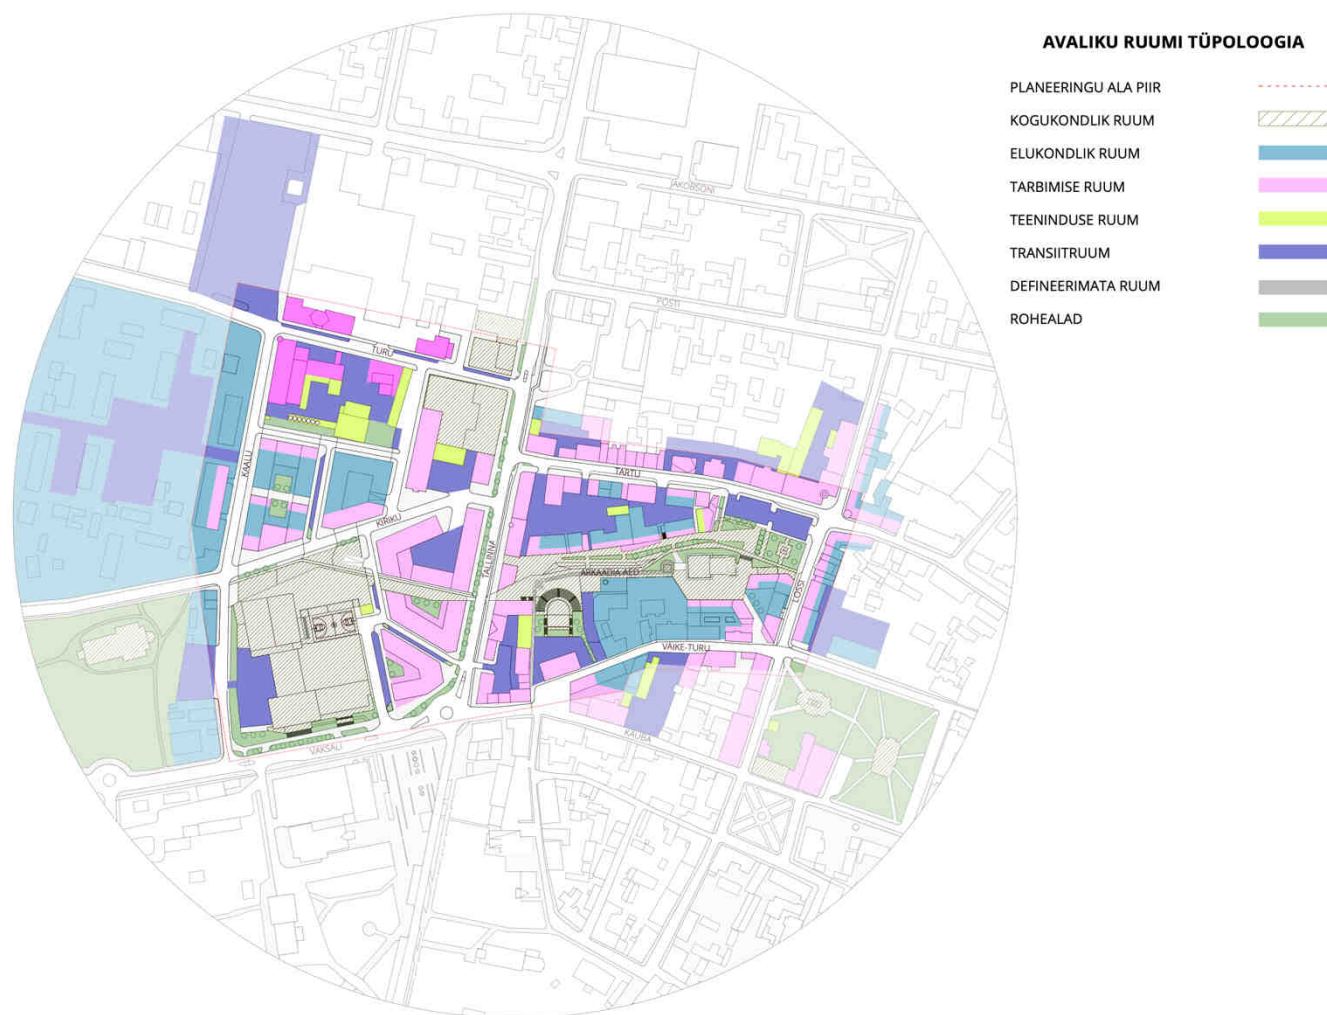 AVALIKU RUUMI TÜPOLOOGIA
PLANEERINGU ALA PIIR
KOGUKONDLIK RUUM
ELUKONDLIK RUUM
TARBIMISE RUUM
TEENINDUSE RUUM
TRANSIITRUUM
DEFINEERIMATA RUUM
ROHEALAD
JAKOBSONI
POSTI
TURU
TARTU
KAALU
KIRIKU
TALLINNA
ARKAADIA AED
LOSSI
VÄIKE-TURU
KAUBA
VAKSALI